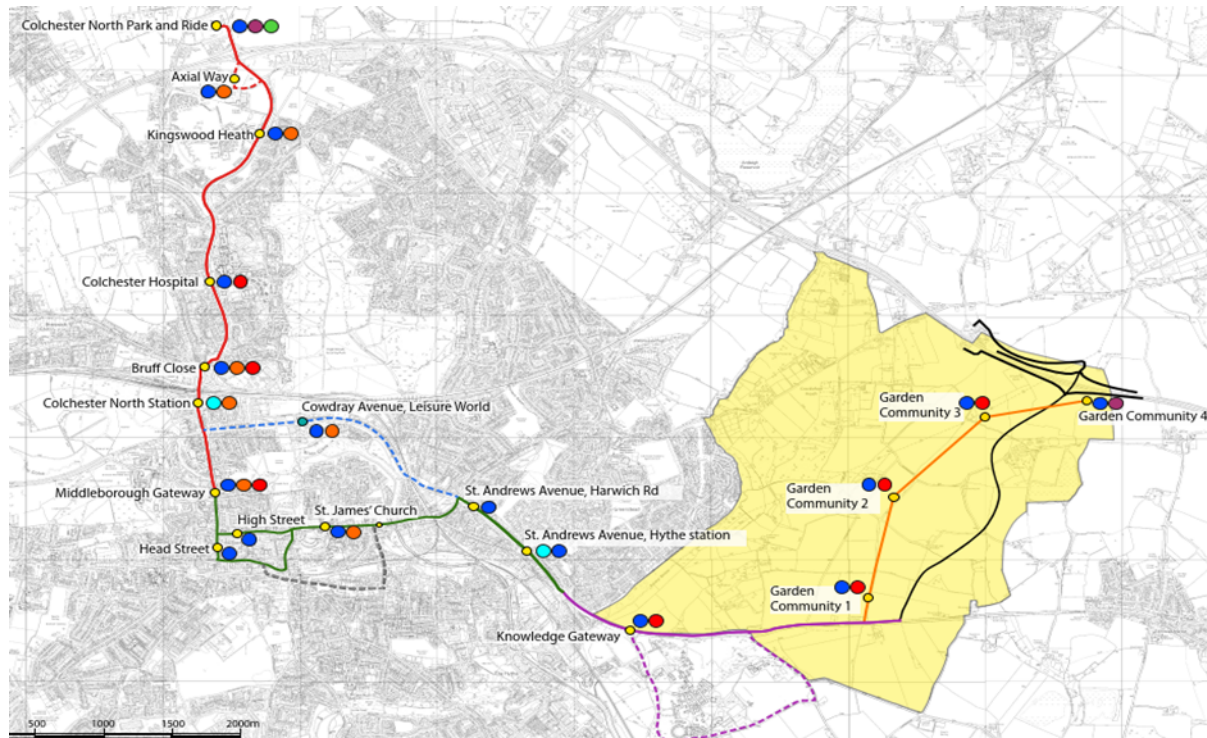 Colchester North Park and Ride
Axial Way
Kingswood Heath
Colchester Hospital
Bruff Close
Colchester North Station
Cowdray Avenue, Leisure World
Garden
Community 3
Garden Community 4
Middleborough Gateway
St. Andrews Avenue, Harwich Rd
Garden
Community 2
High Street
St. James' Church
Head Street
St. Andrews Avenue, Hythe station
Garden
Community 1
Knowledge Gateway
500 1000 1500 2000m